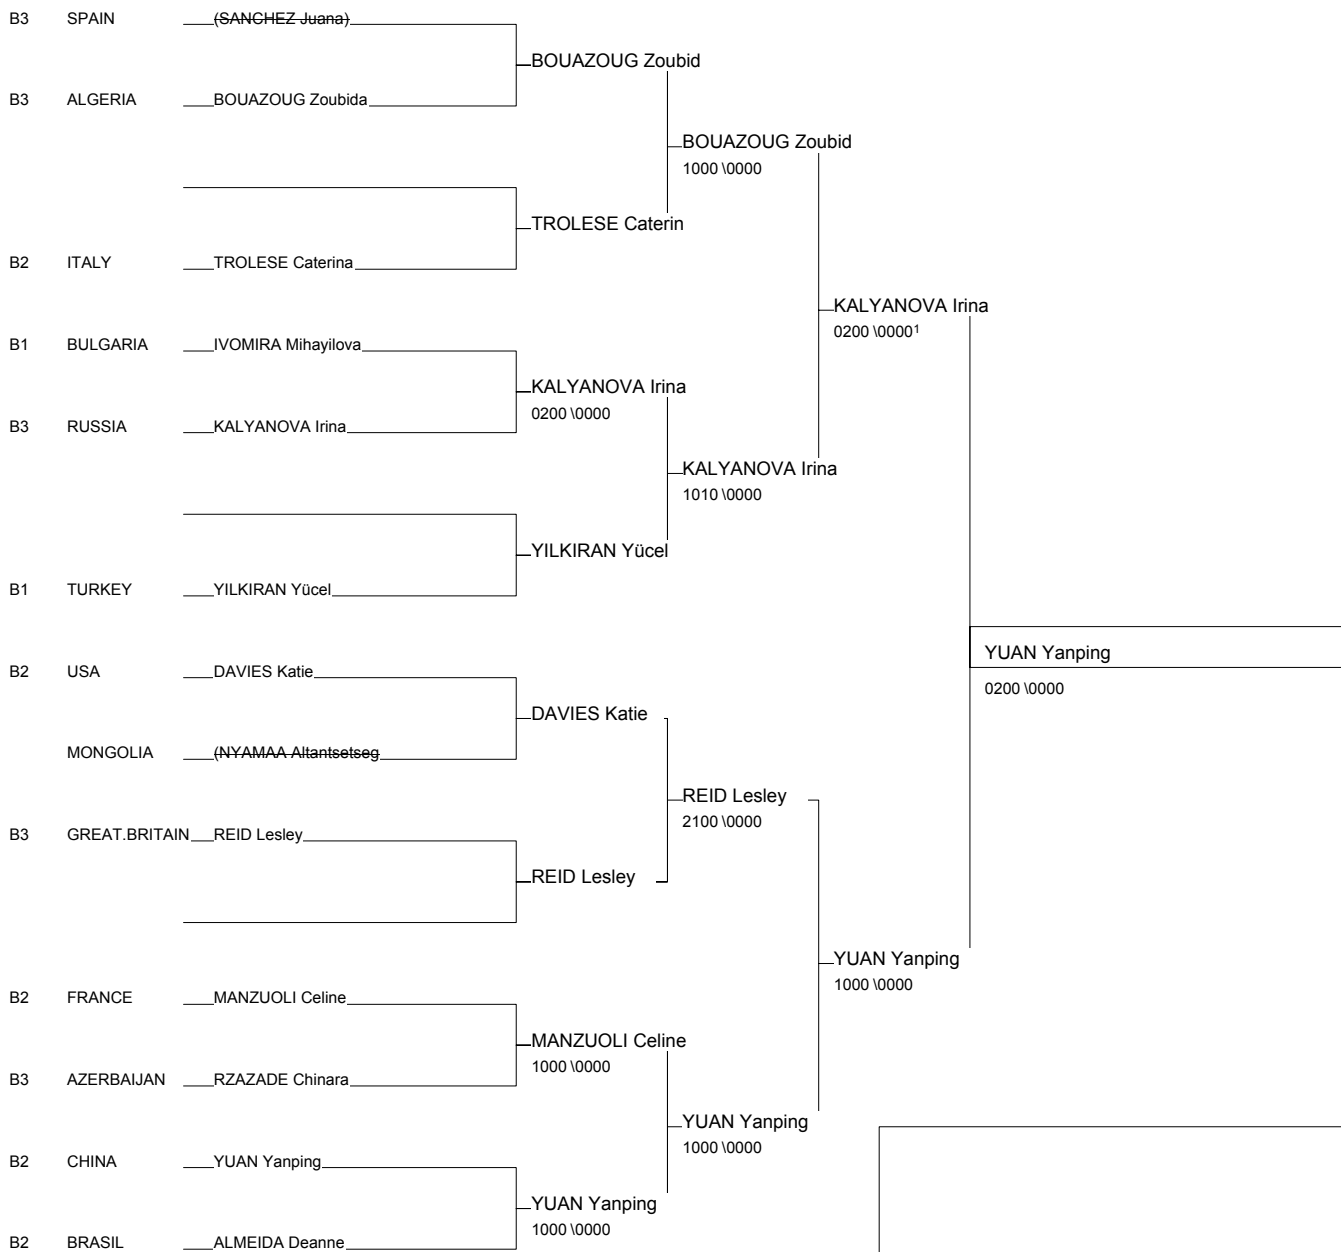 B3 SPAIN (SANCHEZ Juana)
BOUAZOUG Zoubid
B3 ALGERIA BOUAZOUG Zoubida
BOUAZOUG Zoubid
1000 \0000
TROLESE Caterin
B2 ITALY TROLESE Caterina
KALYANOVA Irina
0200 \0000¹
B1 BULGARIA IVOMIRA Mihayilova
KALYANOVA Irina
0200 \0000
B3 RUSSIA KALYANOVA Irina
KALYANOVA Irina
1010 \0000
YILKIRAN Yücel
B1 TURKEY YILKIRAN Yücel
YUAN Yanping
0200 \0000
B2 USA DAVIES Katie
DAVIES Katie
MONGOLIA (NYAMAA Altantsetseg
REID Lesley
2100 \0000
B3 GREAT.BRITAIN REID Lesley
REID Lesley
YUAN Yanping
1000 \0000
B2 FRANCE MANZUOLI Celine
MANZUOLI Celine
1000 \0000
B3 AZERBAIJAN RZAZADE Chinara
YUAN Yanping
1000 \0000
B2 CHINA YUAN Yanping
YUAN Yanping
1000 \0000
B2 BRASIL ALMEIDA Deanne